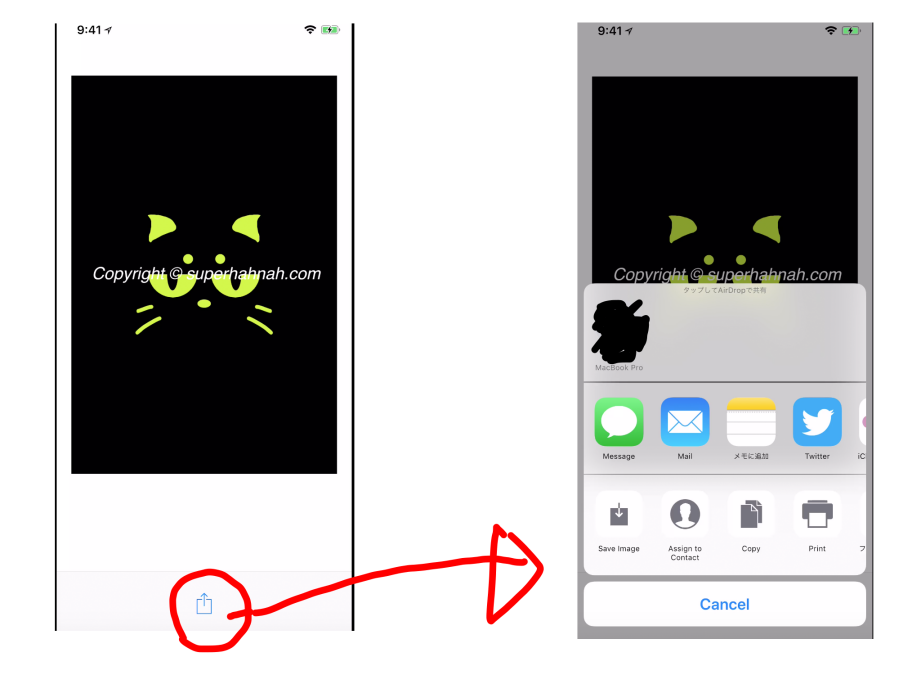 9:41
Copyright © superhahnah.com
9:41
Copyright © superhahnah.com
タップしてAirDropで共有
MacBook Pro
Message
Mail
メモに追加
Twitter
iC
Save Image
Assign to
Contact
Copy
Print
フ
Cancel